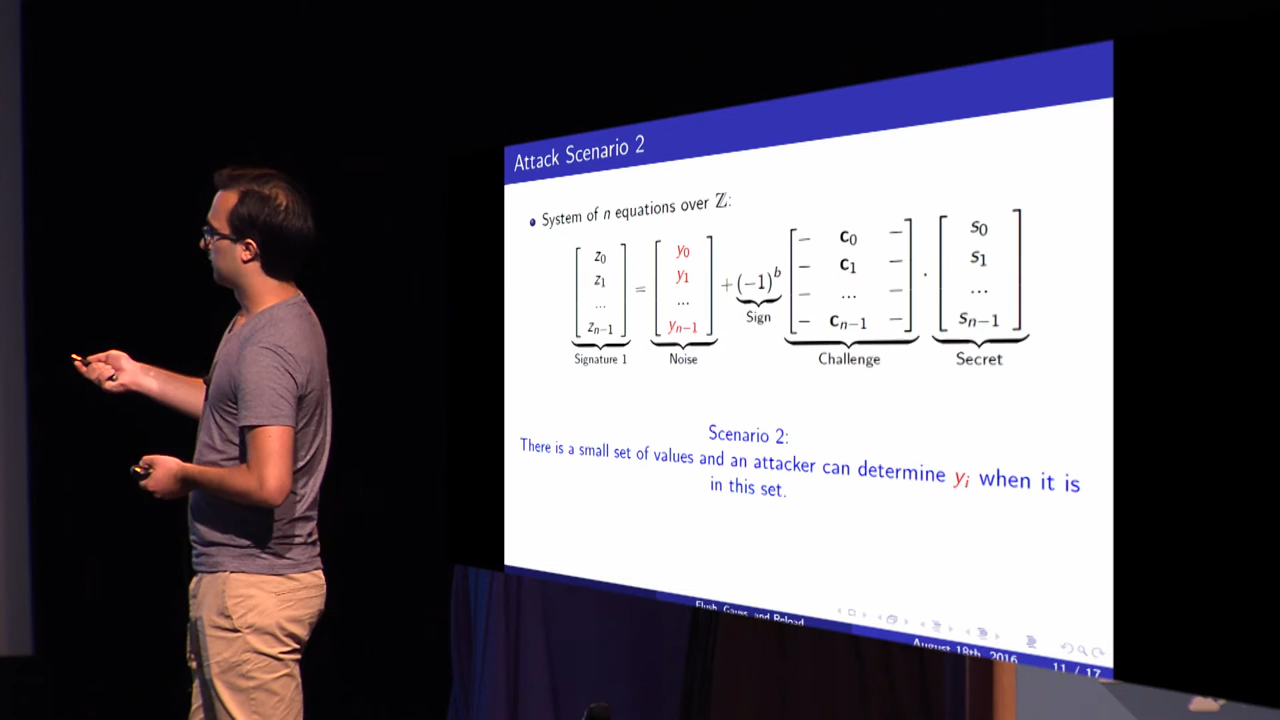 Attack Scenario 2
System of n equations over ℤ:
z₀ y₀ − c₀ − s₀
z₁ y₁ − c₁ − s₁
... = ... + (−1)ᵇ − ... − · ...
zₙ₋₁ yₙ₋₁ − cₙ₋₁ − sₙ₋₁
Signature 1 Noise Sign Challenge Secret
Scenario 2:
There is a small set of values and an attacker can determine yᵢ when it is
in this set.
Flush, Gauss, and Reload
August 18th, 2016 11 / 17